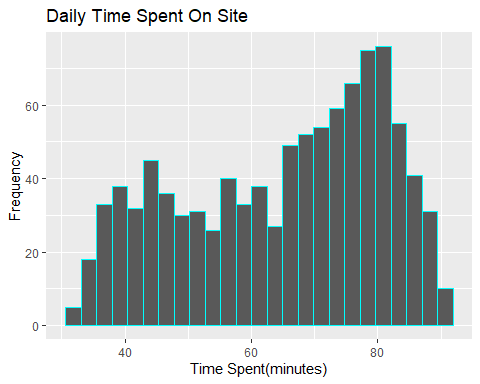 Daily Time Spent On Site
Frequency
60
40
20
0
40 60 80
Time Spent(minutes)